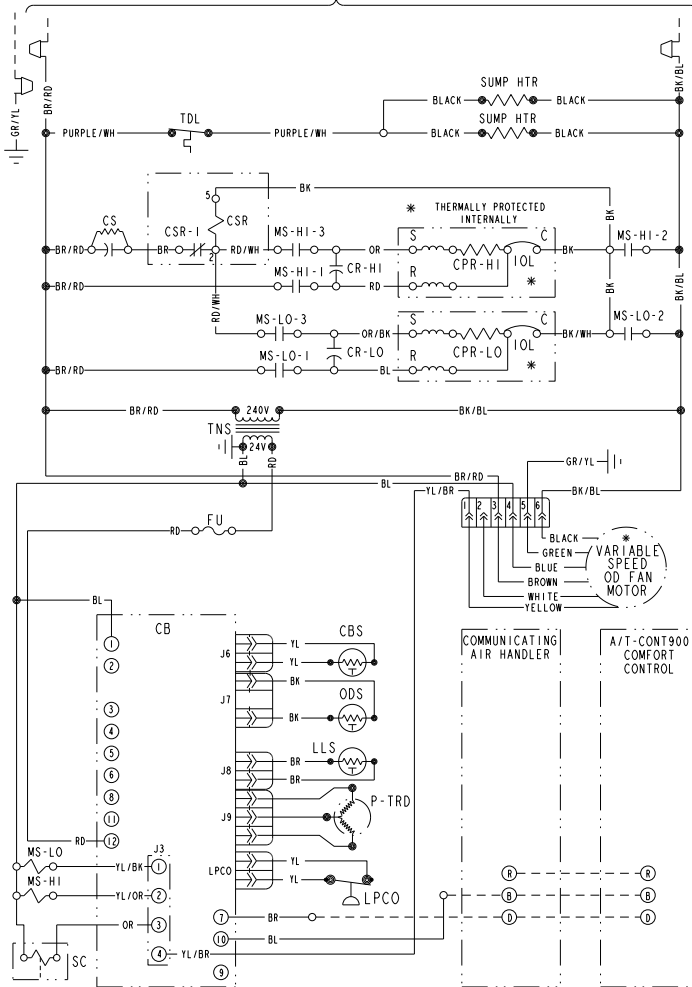 GR/YL
BR/RD
BK/BL
SUMP HTR
BLACK
BLACK
TDL
SUMP HTR
PURPLE/WH
PURPLE/WH
BLACK
BLACK
BK
5
* THERMALLY PROTECTED
INTERNALLY
CS
CSR-1
CSR
BK
MS-HI-3
S
C
MS-HI-2
BR/RD
BR
2
RD/WH
OR
CPR-HI
IOL
BK
MS-HI-1
CR-HI
R
*
BR/RD
RD
BK
BK/BL
RD/WH
MS-LO-3
S
C
MS-LO-2
OR/BK
CPR-LO
IOL
BK/WH
MS-LO-1
CR-LO
R
*
BR/RD
BL
BR/RD
240V
BK/BL
TNS
24V
BL
RD
GR/YL
BR/RD
BL
YL/BR
BK/BL
1 2 3 4 5 6
FU
RD
BLACK
GREEN
BLUE
BROWN
WHITE
YELLOW
*
VARIABLE
SPEED
OD FAN
MOTOR
BL
CB
1
2
3
4
5
6
8
11
RD
12
J6
YL
YL
CBS
J7
BK
BK
ODS
J8
BR
BR
LLS
J9
P-TRD
LPCO
YL
YL
LPCO
COMMUNICATING
AIR HANDLER
A/T-CONT900
COMFORT
CONTROL
J3
MS-LO
YL/BK
1
MS-HI
YL/OR
2
OR
3
SC
4
YL/BR
7
BR
10
BL
9
R
R
B
B
D
D